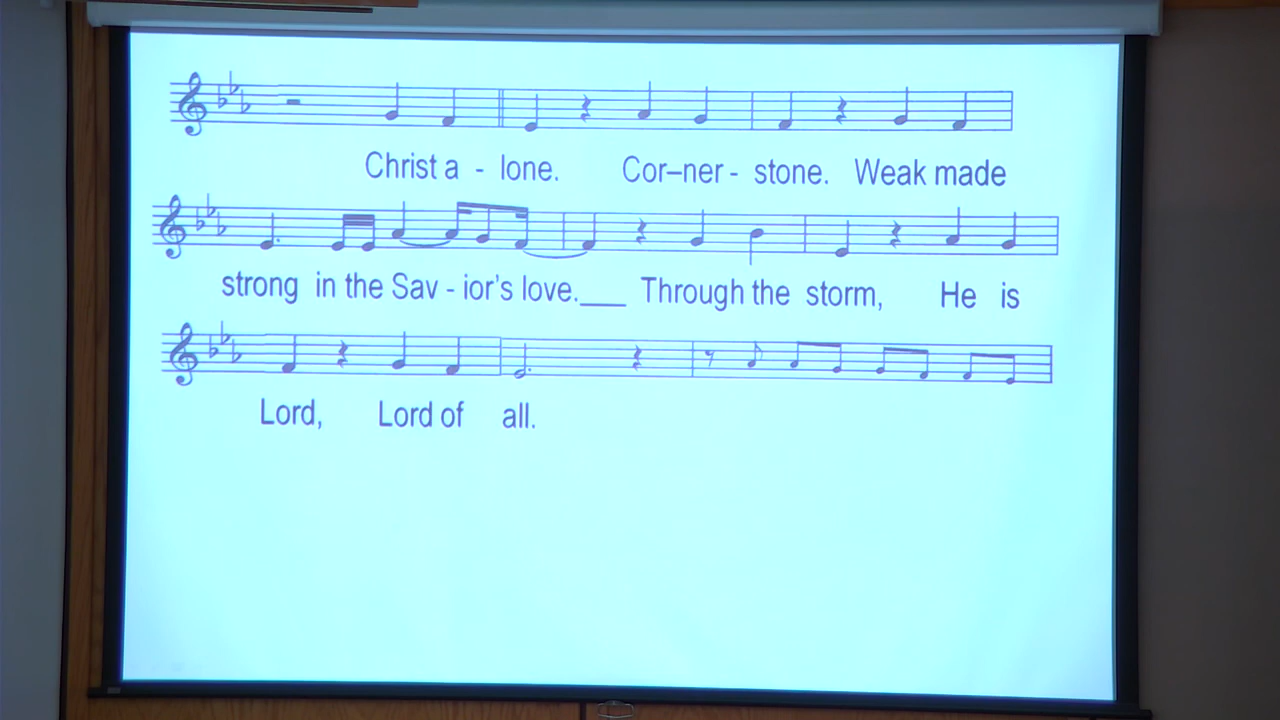 Christ a - lone. Cor–ner - stone. Weak made
strong in the Sav - ior's love.___ Through the storm, He is
Lord, Lord of all.